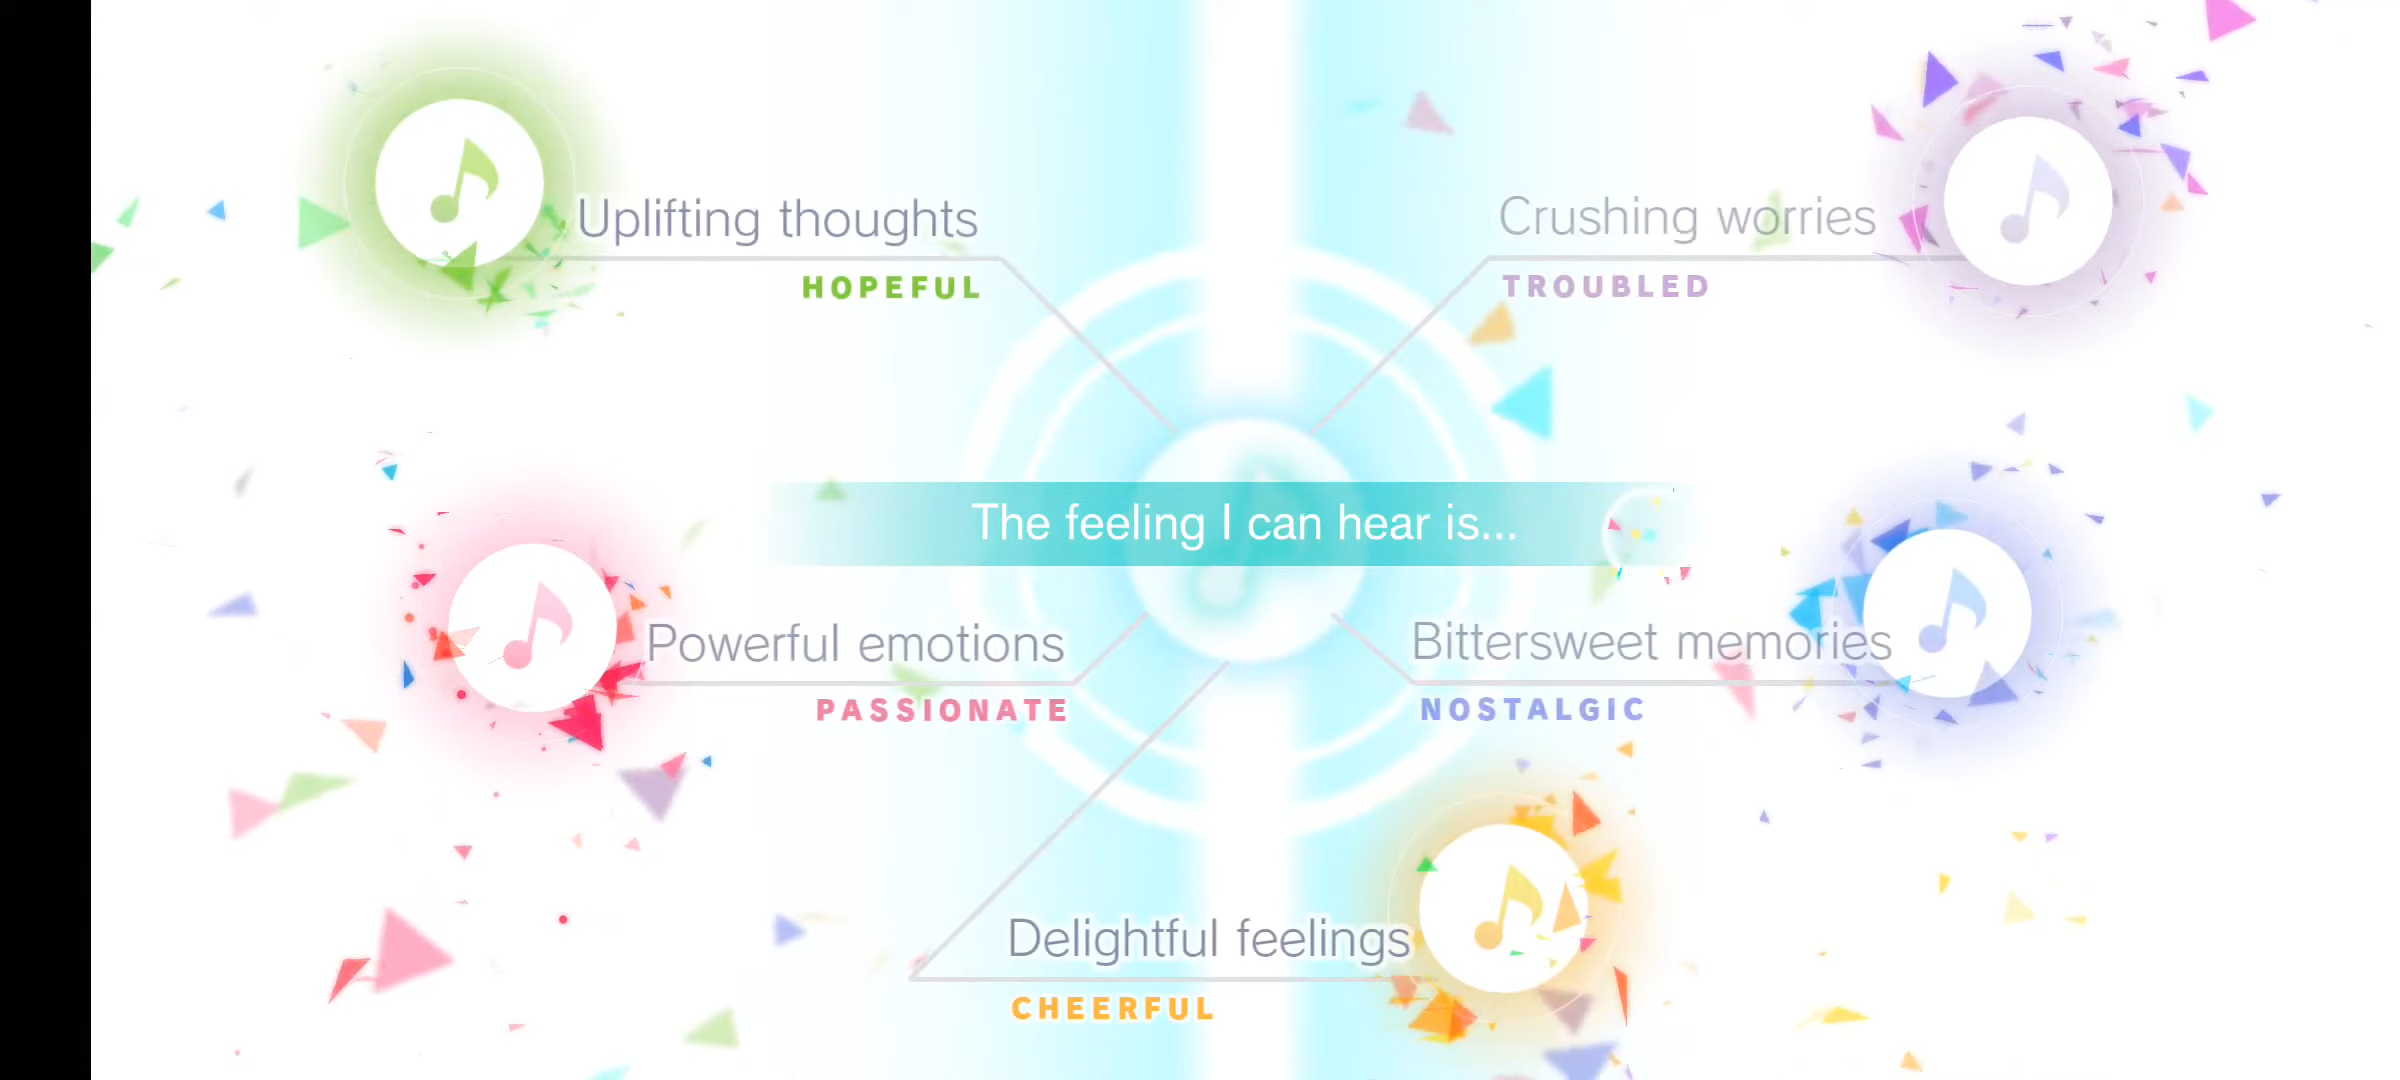 Uplifting thoughts
HOPEFUL
Crushing worries
TROUBLED
The feeling I can hear is...
Powerful emotions
PASSIONATE
Bittersweet memories
NOSTALGIC
Delightful feelings
CHEERFUL